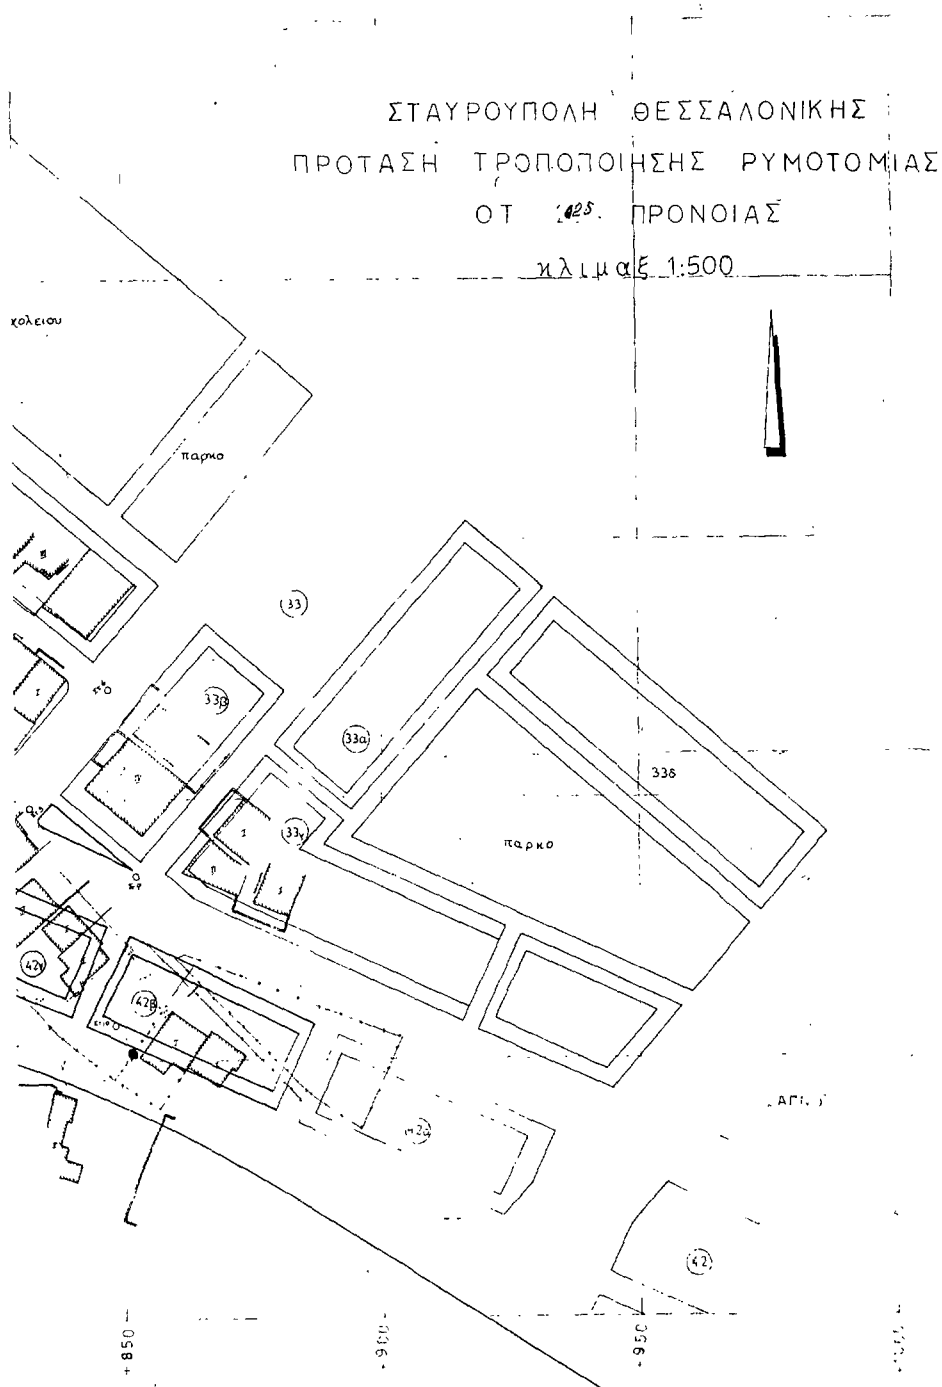 ΣΤΑΥΡΟΥΠΟΛΗ ΘΕΣΣΑΛΟΝΙΚΗΣ
ΠΡΟΤΑΣΗ ΤΡΟΠΟΠΟΙΗΣΗΣ ΡΥΜΟΤΟΜΙΑΣ
ΟΤ ΠΡΟΝΟΙΑΣ
κλιμαξ 1:500
χολειου
παρκο
33
33β
33α
33δ
33γ
παρκο
42γ
42β
42
+850
+900
+950